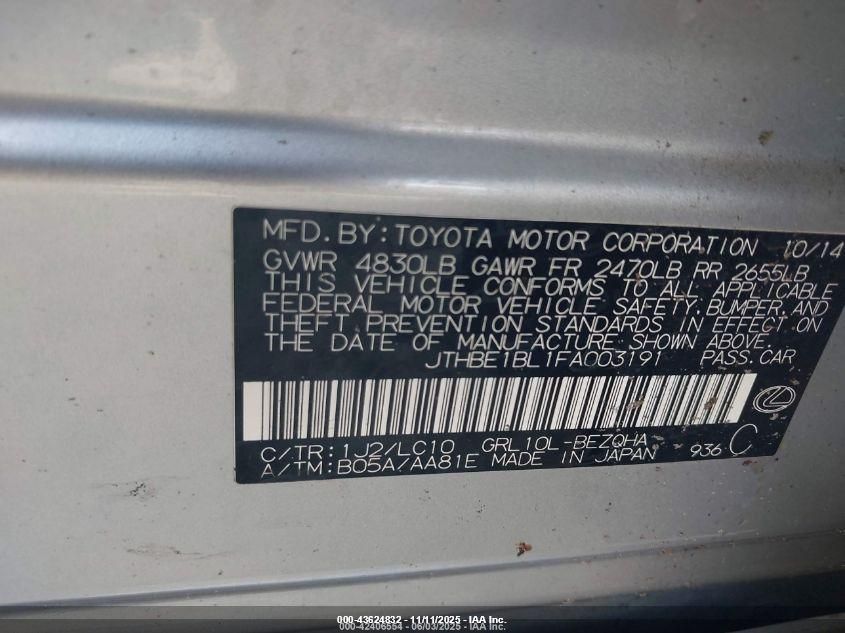 MFD. BY: TOYOTA MOTOR CORPORATION 10/14
GVWR 4830LB GAWR FR 2470LB RR 2655LB
THIS VEHICLE CONFORMS TO ALL APPLICABLE
FEDERAL MOTOR VEHICLE SAFETY, BUMPER, AND
THEFT PREVENTION STANDARDS IN EFFECT ON
THE DATE OF MANUFACTURE SHOWN ABOVE.
JTHBE1BL1FA003191 PASS. CAR
C/TR: 1J2/LC10 GRL10L-BEZQHA
A/TM: B05A/AA81E MADE IN JAPAN 936 C
000-43624832 - 11/11/2025 - IAA Inc.
000-42406554 - 06/03/2025 - IAA Inc.